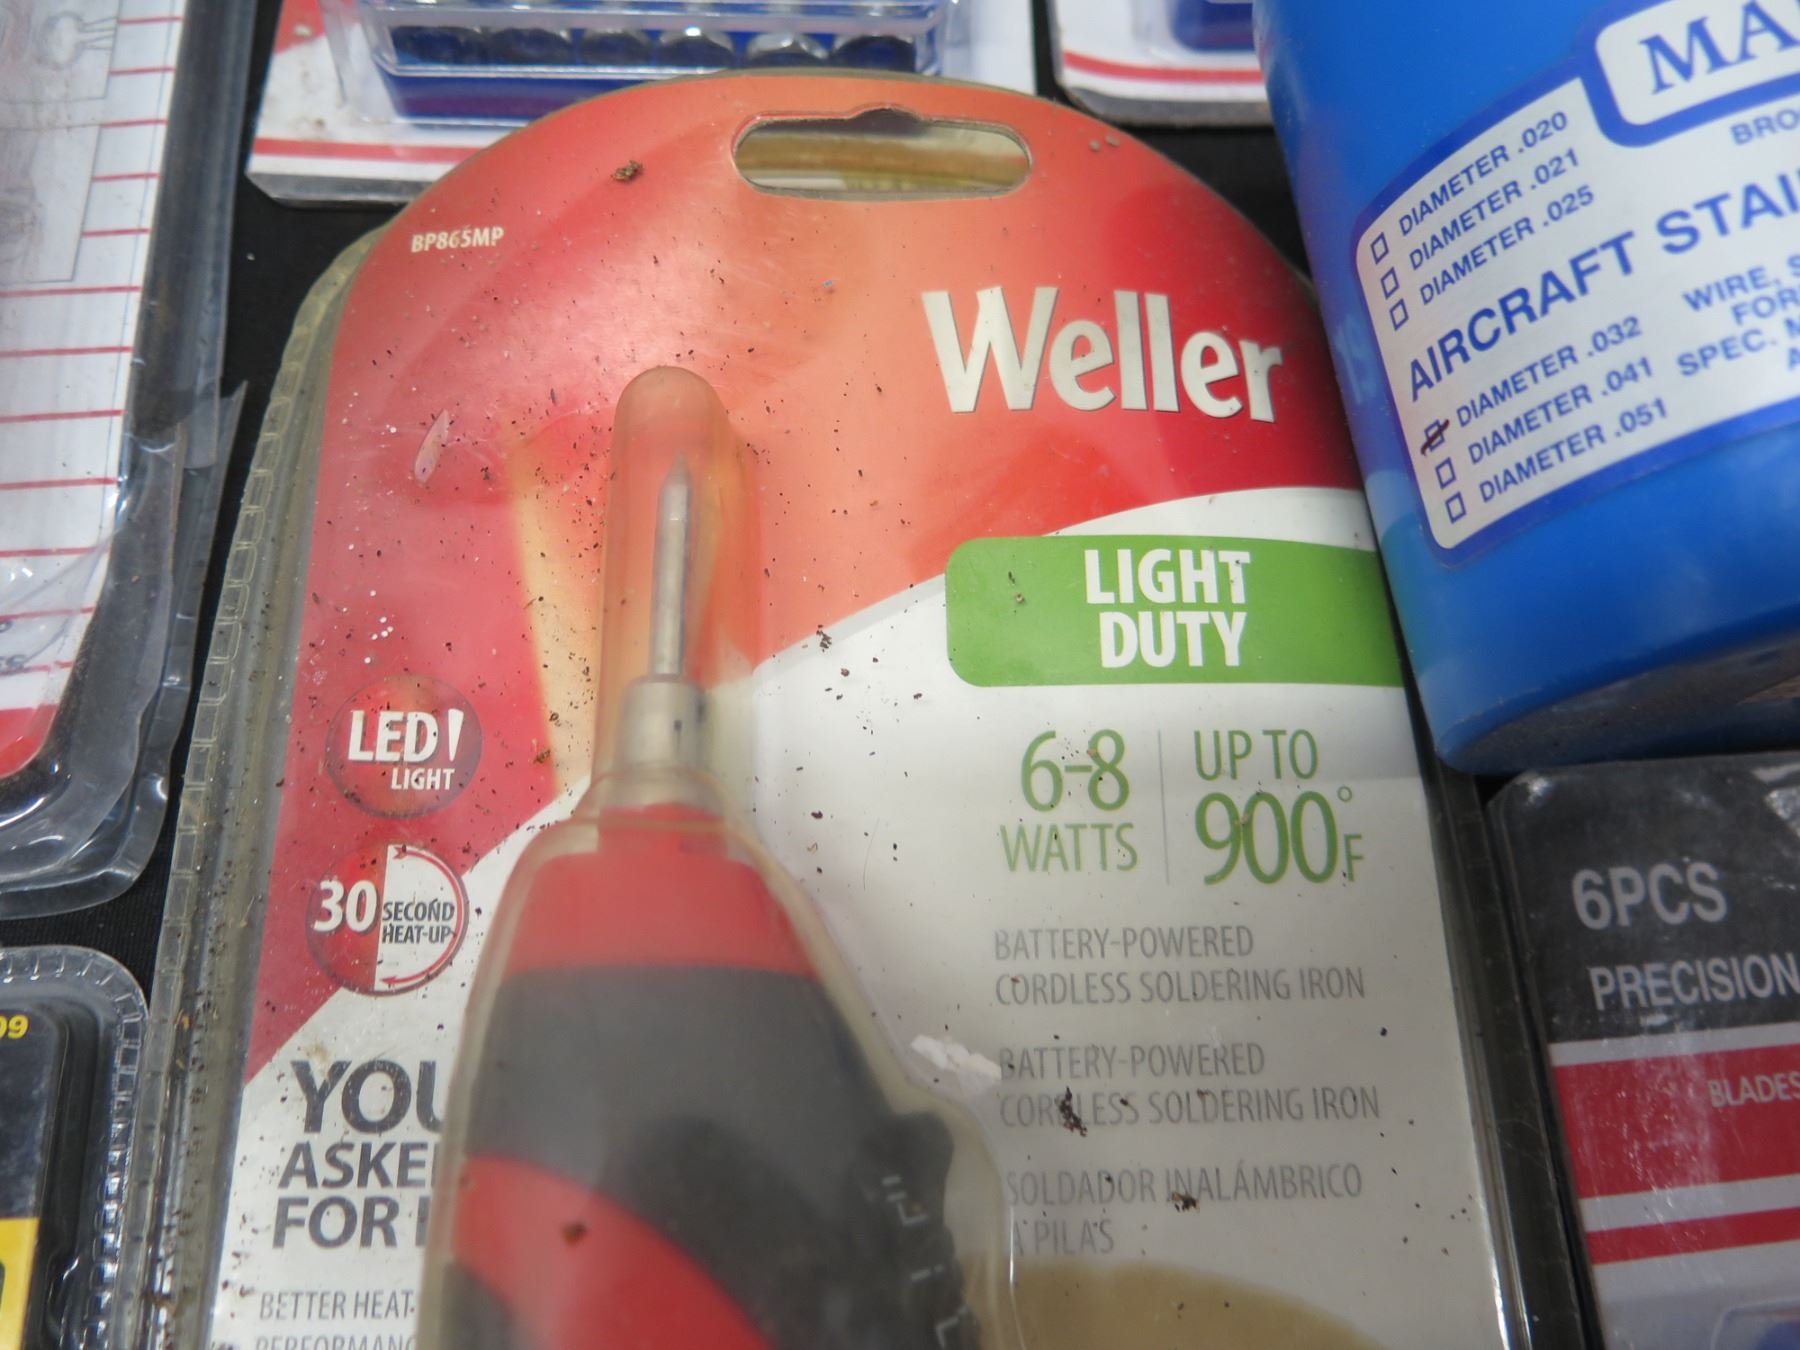 BP865MP
Weller
LIGHT
DUTY
6-8
WATTS
UP TO
900°F
LED!
LIGHT
30 SECOND
HEAT-UP
BATTERY-POWERED
CORDLESS SOLDERING IRON
BATTERY-POWERED
CORDLESS SOLDERING IRON
SOLDADOR INALÁMBRICO
A PILAS
YOU
ASKE
FOR
BETTER HEAT-
DIAMETER .020
DIAMETER .021
DIAMETER .025
AIRCRAFT
WIRE,
SPEC.
DIAMETER .032
DIAMETER .041
DIAMETER .051
6PCS
PRECISION
BLADES